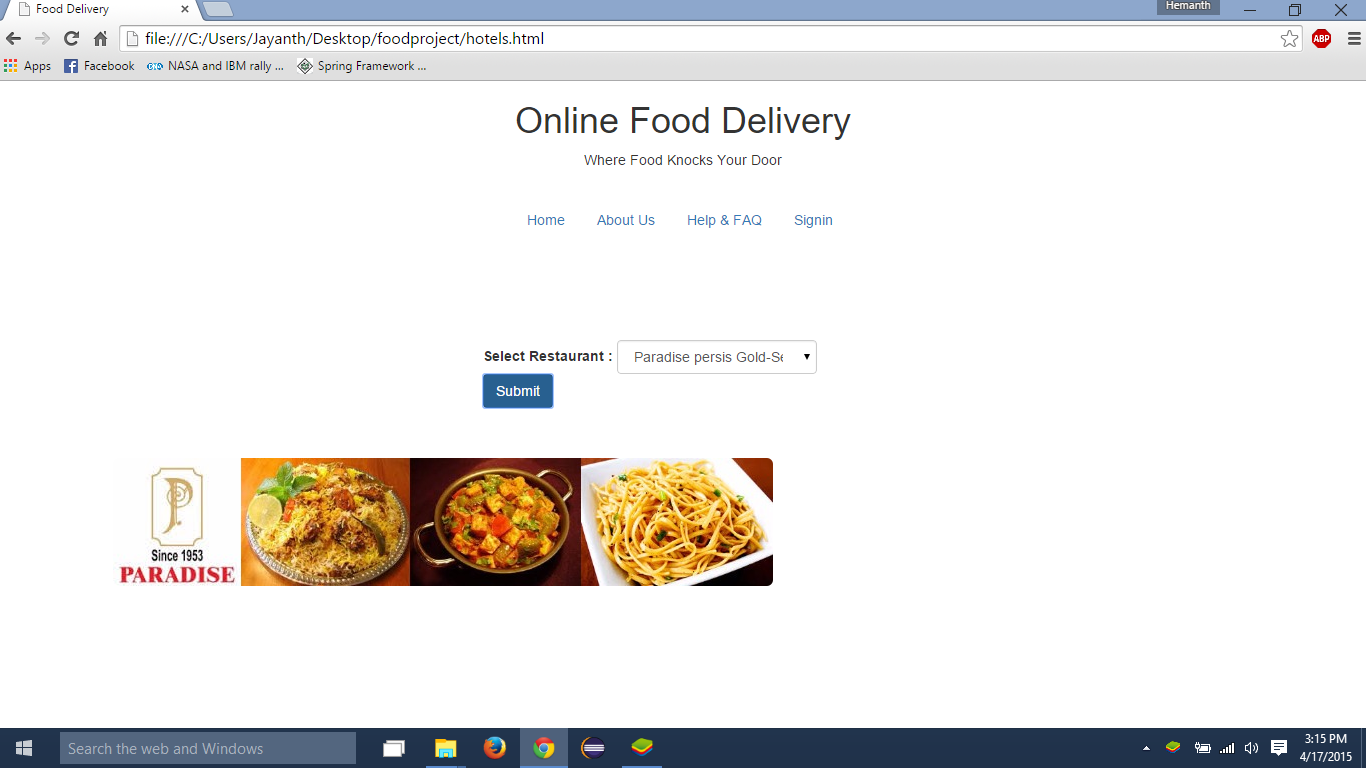 Food Delivery
Hemanth
file:///C:/Users/Jayanth/Desktop/foodproject/hotels.html
ABP
Apps Facebook NASA and IBM rally ... Spring Framework ...
Online Food Delivery
Where Food Knocks Your Door
Home About Us Help & FAQ Signin
Select Restaurant : Paradise persis Gold-Se
Submit
P
Since 1953
PARADISE
Search the web and Windows
3:15 PM
4/17/2015